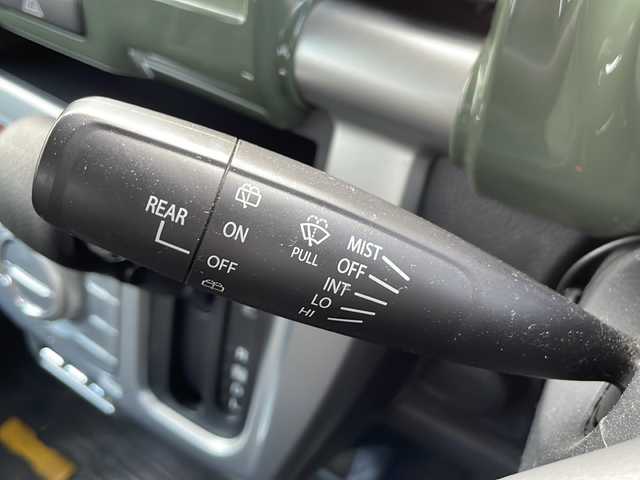 REAR
ON
OFF
PULL
MIST
OFF
INT
LO
HI